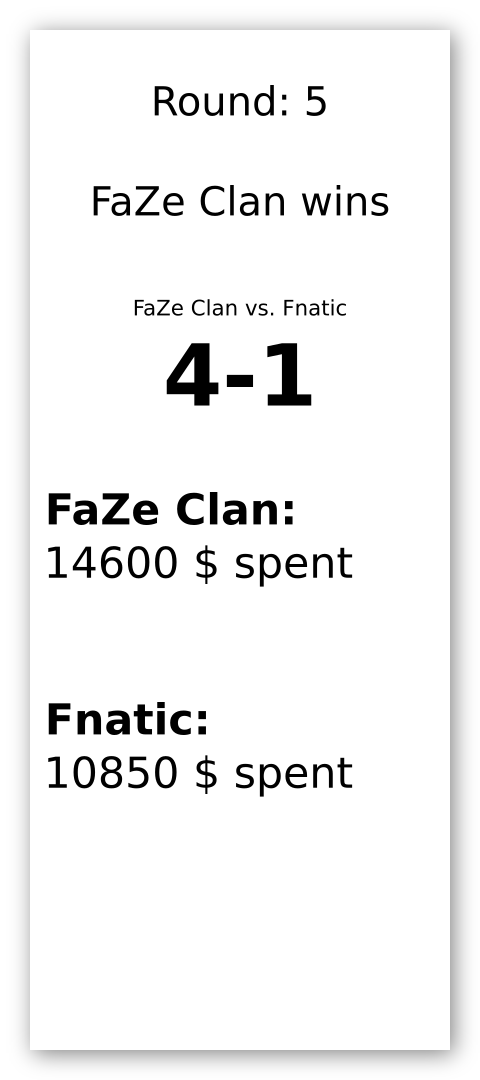 Round: 5
FaZe Clan wins
FaZe Clan vs. Fnatic
4-1
FaZe Clan:
14600 $ spent
Fnatic:
10850 $ spent